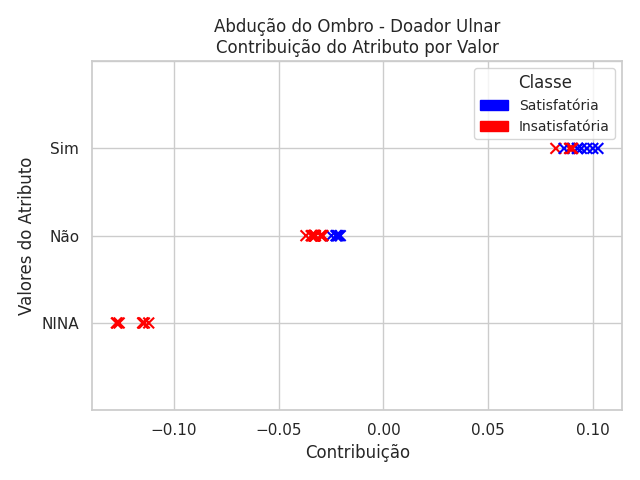 Abdução do Ombro - Doador Ulnar
Contribuição do Atributo por Valor
Classe
Satisfatória
Insatisfatória
Valores do Atributo
Sim
Não
NINA
−0.10
−0.05
0.00
0.05
0.10
Contribuição